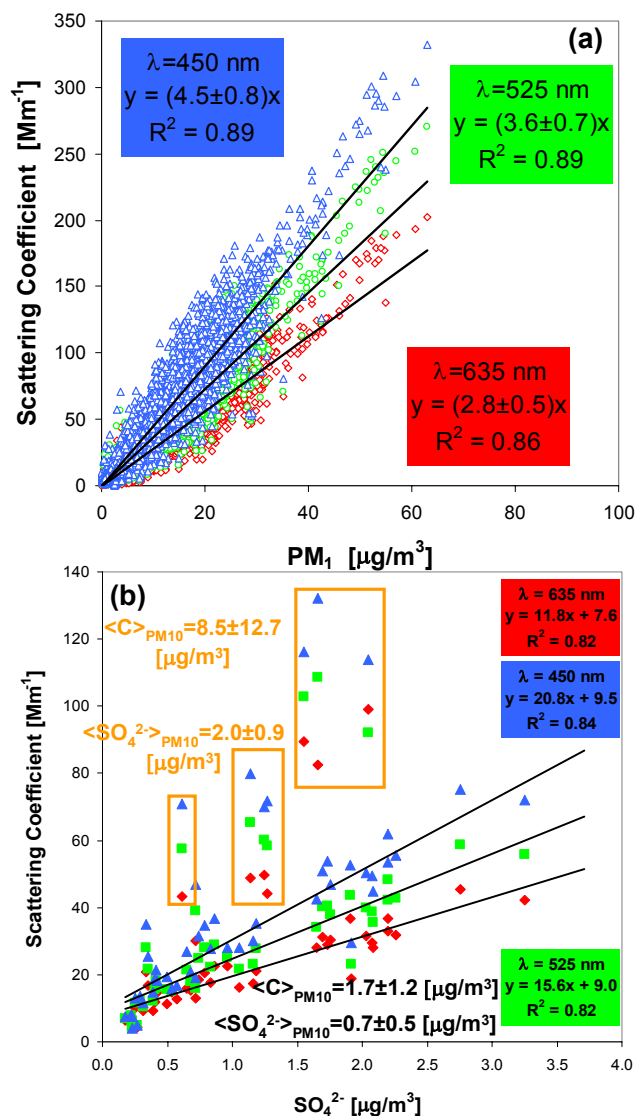 (a)
λ=450 nm
y = (4.5±0.8)x
R² = 0.89
λ=525 nm
y = (3.6±0.7)x
R² = 0.89
λ=635 nm
y = (2.8±0.5)x
R² = 0.86
Scattering Coefficient [Mm⁻¹]
350
300
250
200
150
100
50
0
0 20 40 60 80 100
PM₁ [μg/m³]
(b)
<C>PM10=8.5±12.7
[μg/m³]
<SO₄²⁻>PM10=2.0±0.9
[μg/m³]
λ = 635 nm
y = 11.8x + 7.6
R² = 0.82
λ = 450 nm
y = 20.8x + 9.5
R² = 0.84
λ = 525 nm
y = 15.6x + 9.0
R² = 0.82
<C>PM10=1.7±1.2 [μg/m³]
<SO₄²⁻>PM10=0.7±0.5 [μg/m³]
Scattering Coefficient [Mm⁻¹]
140
120
100
80
60
40
20
0
0.0 0.5 1.0 1.5 2.0 2.5 3.0 3.5 4.0
SO₄²⁻ [μg/m³]